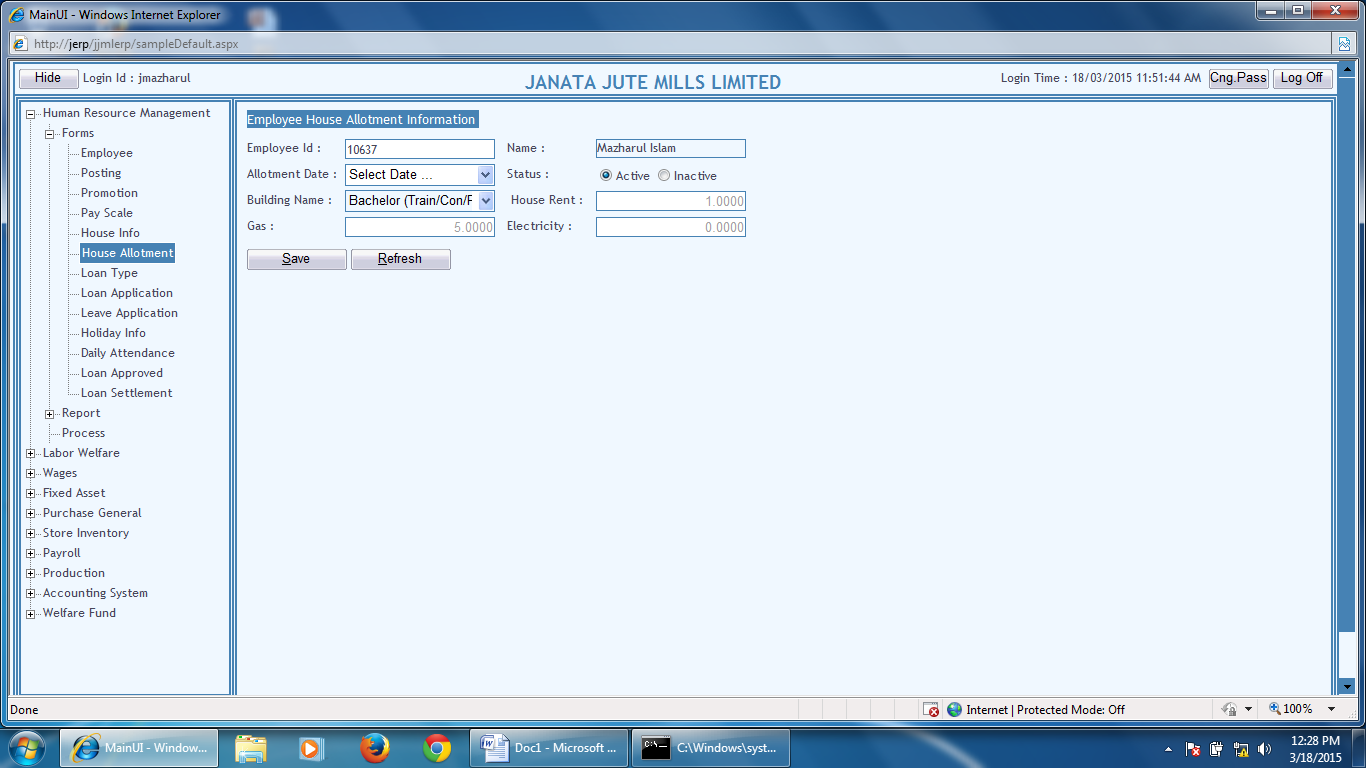 MainUI - Windows Internet Explorer
http://jerp/jjmlerp/sampleDefault.aspx
Hide Login Id : jmazharul JANATA JUTE MILLS LIMITED Login Time : 18/03/2015 11:51:44 AM Cng.Pass Log Off
Human Resource Management
Forms
Employee
Posting
Promotion
Pay Scale
House Info
House Allotment
Loan Type
Loan Application
Leave Application
Holiday Info
Daily Attendance
Loan Approved
Loan Settlement
Report
Process
Labor Welfare
Wages
Fixed Asset
Purchase General
Store Inventory
Payroll
Production
Accounting System
Welfare Fund
Employee House Allotment Information
Employee Id : 10637 Name : Mazharul Islam
Allotment Date : Select Date ... Status : Active Inactive
Building Name : Bachelor (Train/Con/F House Rent : 1.0000
Gas : 5.0000 Electricity : 0.0000
Save Refresh
Done Internet | Protected Mode: Off 100%
MainUI - Window... Doc1 - Microsoft ... C:\Windows\syst... 12:28 PM
3/18/2015